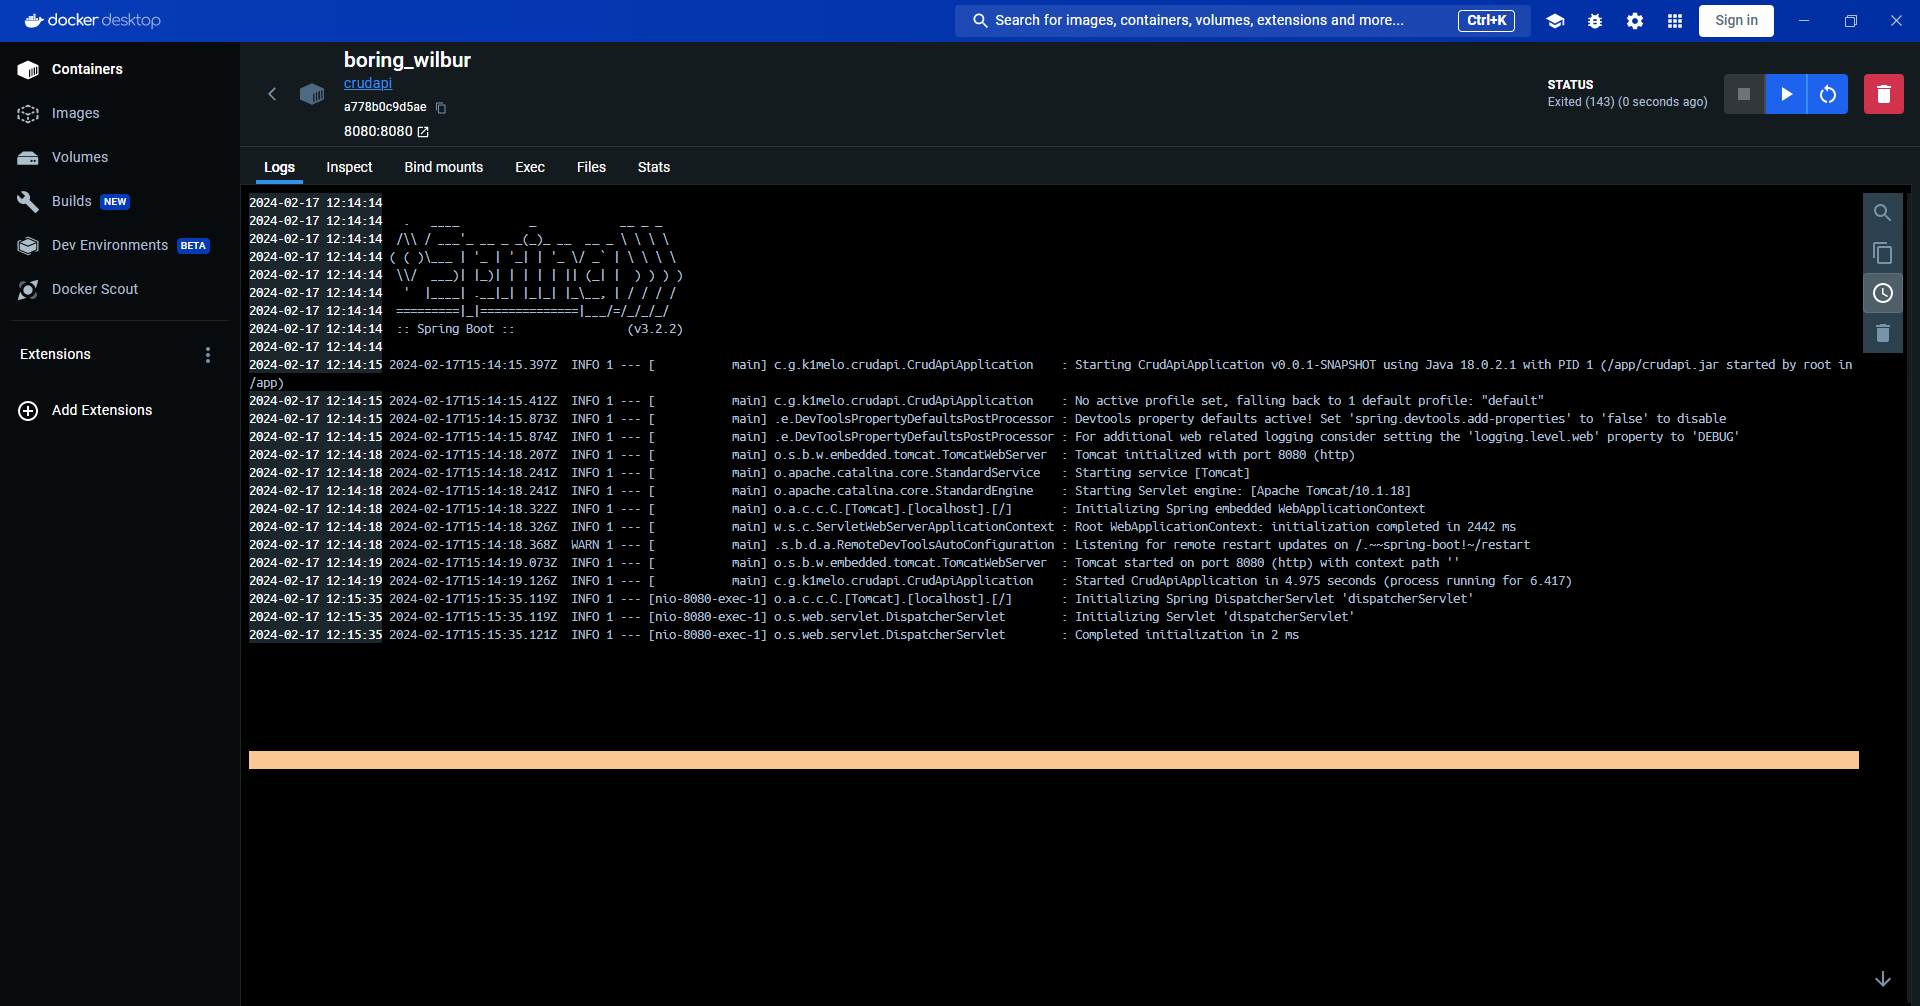 docker desktop
Search for images, containers, volumes, extensions and more...
Ctrl+K
Sign in
Containers
Images
Volumes
Builds NEW
Dev Environments BETA
Docker Scout
Extensions
Add Extensions
boring_wilbur
crudapi
a778b0c9d5ae
8080:8080
STATUS
Exited (143) (0 seconds ago)
Logs Inspect Bind mounts Exec Files Stats
2024-02-17 12:14:14
2024-02-17 12:14:14   .   ____          _            __ _ _
2024-02-17 12:14:14  /\\ / ___'_ __ _ _(_)_ __  __ _ \ \ \ \
2024-02-17 12:14:14 ( ( )\___ | '_ | '_| | '_ \/ _` | \ \ \ \
2024-02-17 12:14:14  \\/  ___)| |_)| | | | | || (_| |  ) ) ) )
2024-02-17 12:14:14   '  |____| .__|_| |_|_| |_\__, | / / / /
2024-02-17 12:14:14  =========|_|==============|___/=/_/_/_/
2024-02-17 12:14:14  :: Spring Boot ::                (v3.2.2)
2024-02-17 12:14:14
2024-02-17 12:14:15 2024-02-17T15:14:15.397Z  INFO 1 --- [           main] c.g.k1melo.crudapi.CrudApiApplication    : Starting CrudApiApplication v0.0.1-SNAPSHOT using Java 18.0.2.1 with PID 1 (/app/crudapi.jar started by root in
/app)
2024-02-17 12:14:15 2024-02-17T15:14:15.412Z  INFO 1 --- [           main] c.g.k1melo.crudapi.CrudApiApplication    : No active profile set, falling back to 1 default profile: "default"
2024-02-17 12:14:15 2024-02-17T15:14:15.873Z  INFO 1 --- [           main] .e.DevToolsPropertyDefaultsPostProcessor : Devtools property defaults active! Set 'spring.devtools.add-properties' to 'false' to disable
2024-02-17 12:14:15 2024-02-17T15:14:15.874Z  INFO 1 --- [           main] .e.DevToolsPropertyDefaultsPostProcessor : For additional web related logging consider setting the 'logging.level.web' property to 'DEBUG'
2024-02-17 12:14:18 2024-02-17T15:14:18.207Z  INFO 1 --- [           main] o.s.b.w.embedded.tomcat.TomcatWebServer  : Tomcat initialized with port 8080 (http)
2024-02-17 12:14:18 2024-02-17T15:14:18.241Z  INFO 1 --- [           main] o.apache.catalina.core.StandardService   : Starting service [Tomcat]
2024-02-17 12:14:18 2024-02-17T15:14:18.241Z  INFO 1 --- [           main] o.apache.catalina.core.StandardEngine    : Starting Servlet engine: [Apache Tomcat/10.1.18]
2024-02-17 12:14:18 2024-02-17T15:14:18.322Z  INFO 1 --- [           main] o.a.c.c.C.[Tomcat].[localhost].[/]       : Initializing Spring embedded WebApplicationContext
2024-02-17 12:14:18 2024-02-17T15:14:18.326Z  INFO 1 --- [           main] w.s.c.ServletWebServerApplicationContext : Root WebApplicationContext: initialization completed in 2442 ms
2024-02-17 12:14:18 2024-02-17T15:14:18.368Z  WARN 1 --- [           main] .s.b.d.a.RemoteDevToolsAutoConfiguration : Listening for remote restart updates on /.~~spring-boot!~/restart
2024-02-17 12:14:19 2024-02-17T15:14:19.073Z  INFO 1 --- [           main] o.s.b.w.embedded.tomcat.TomcatWebServer  : Tomcat started on port 8080 (http) with context path ''
2024-02-17 12:14:19 2024-02-17T15:14:19.126Z  INFO 1 --- [           main] c.g.k1melo.crudapi.CrudApiApplication    : Started CrudApiApplication in 4.975 seconds (process running for 6.417)
2024-02-17 12:15:35 2024-02-17T15:15:35.119Z  INFO 1 --- [nio-8080-exec-1] o.a.c.c.C.[Tomcat].[localhost].[/]       : Initializing Spring DispatcherServlet 'dispatcherServlet'
2024-02-17 12:15:35 2024-02-17T15:15:35.119Z  INFO 1 --- [nio-8080-exec-1] o.s.web.servlet.DispatcherServlet        : Initializing Servlet 'dispatcherServlet'
2024-02-17 12:15:35 2024-02-17T15:15:35.121Z  INFO 1 --- [nio-8080-exec-1] o.s.web.servlet.DispatcherServlet        : Completed initialization in 2 ms